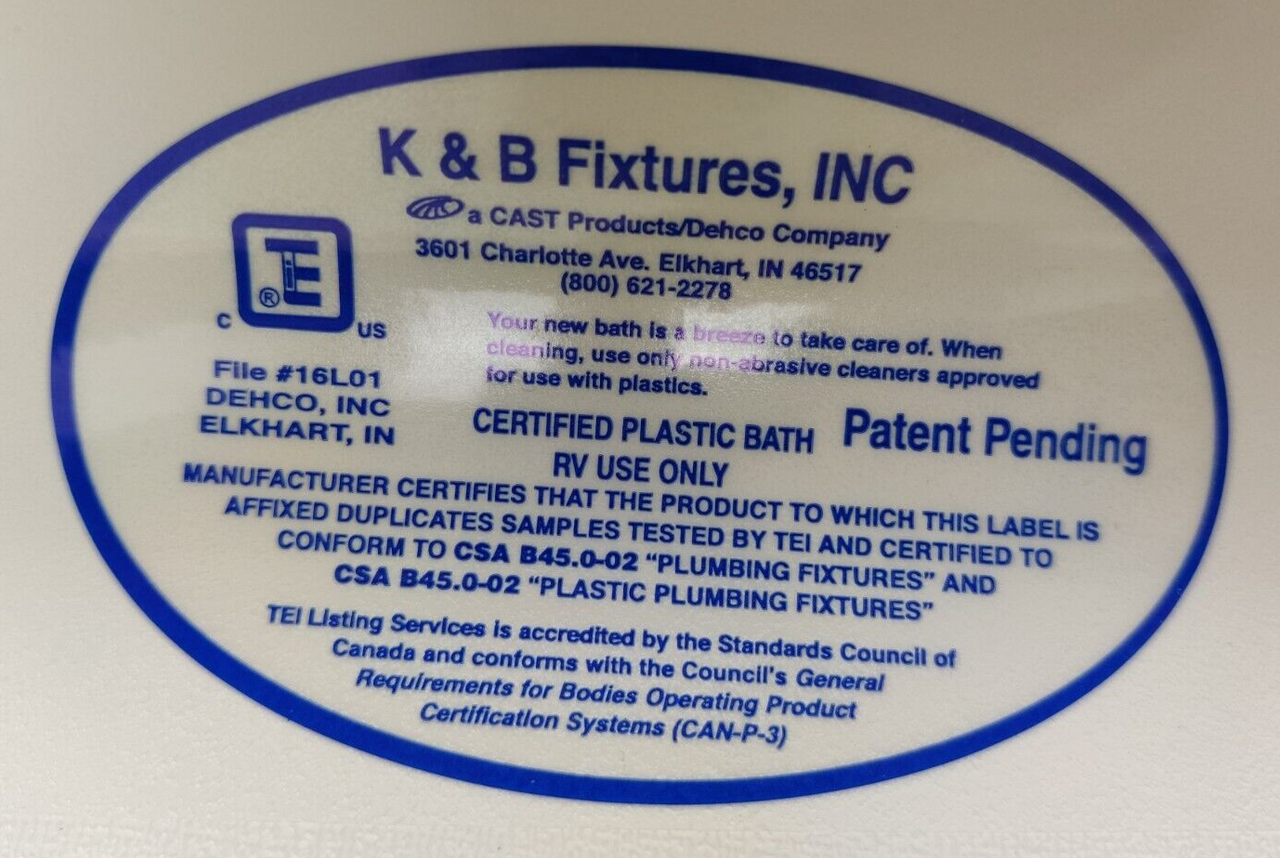 K & B Fixtures, INC
a CAST Products/Dehco Company
3601 Charlotte Ave. Elkhart, IN 46517
(800) 621-2278
TEI
®
C US
File #16L01
DEHCO, INC
ELKHART, IN
Your new bath is a breeze to take care of. When
cleaning, use only non-abrasive cleaners approved
for use with plastics.
CERTIFIED PLASTIC BATH
RV USE ONLY
Patent Pending
MANUFACTURER CERTIFIES THAT THE PRODUCT TO WHICH THIS LABEL IS
AFFIXED DUPLICATES SAMPLES TESTED BY TEI AND CERTIFIED TO
CONFORM TO CSA B45.0-02 “PLUMBING FIXTURES” AND
CSA B45.0-02 “PLASTIC PLUMBING FIXTURES”
TEI Listing Services is accredited by the Standards Council of
Canada and conforms with the Council's General
Requirements for Bodies Operating Product
Certification Systems (CAN-P-3)